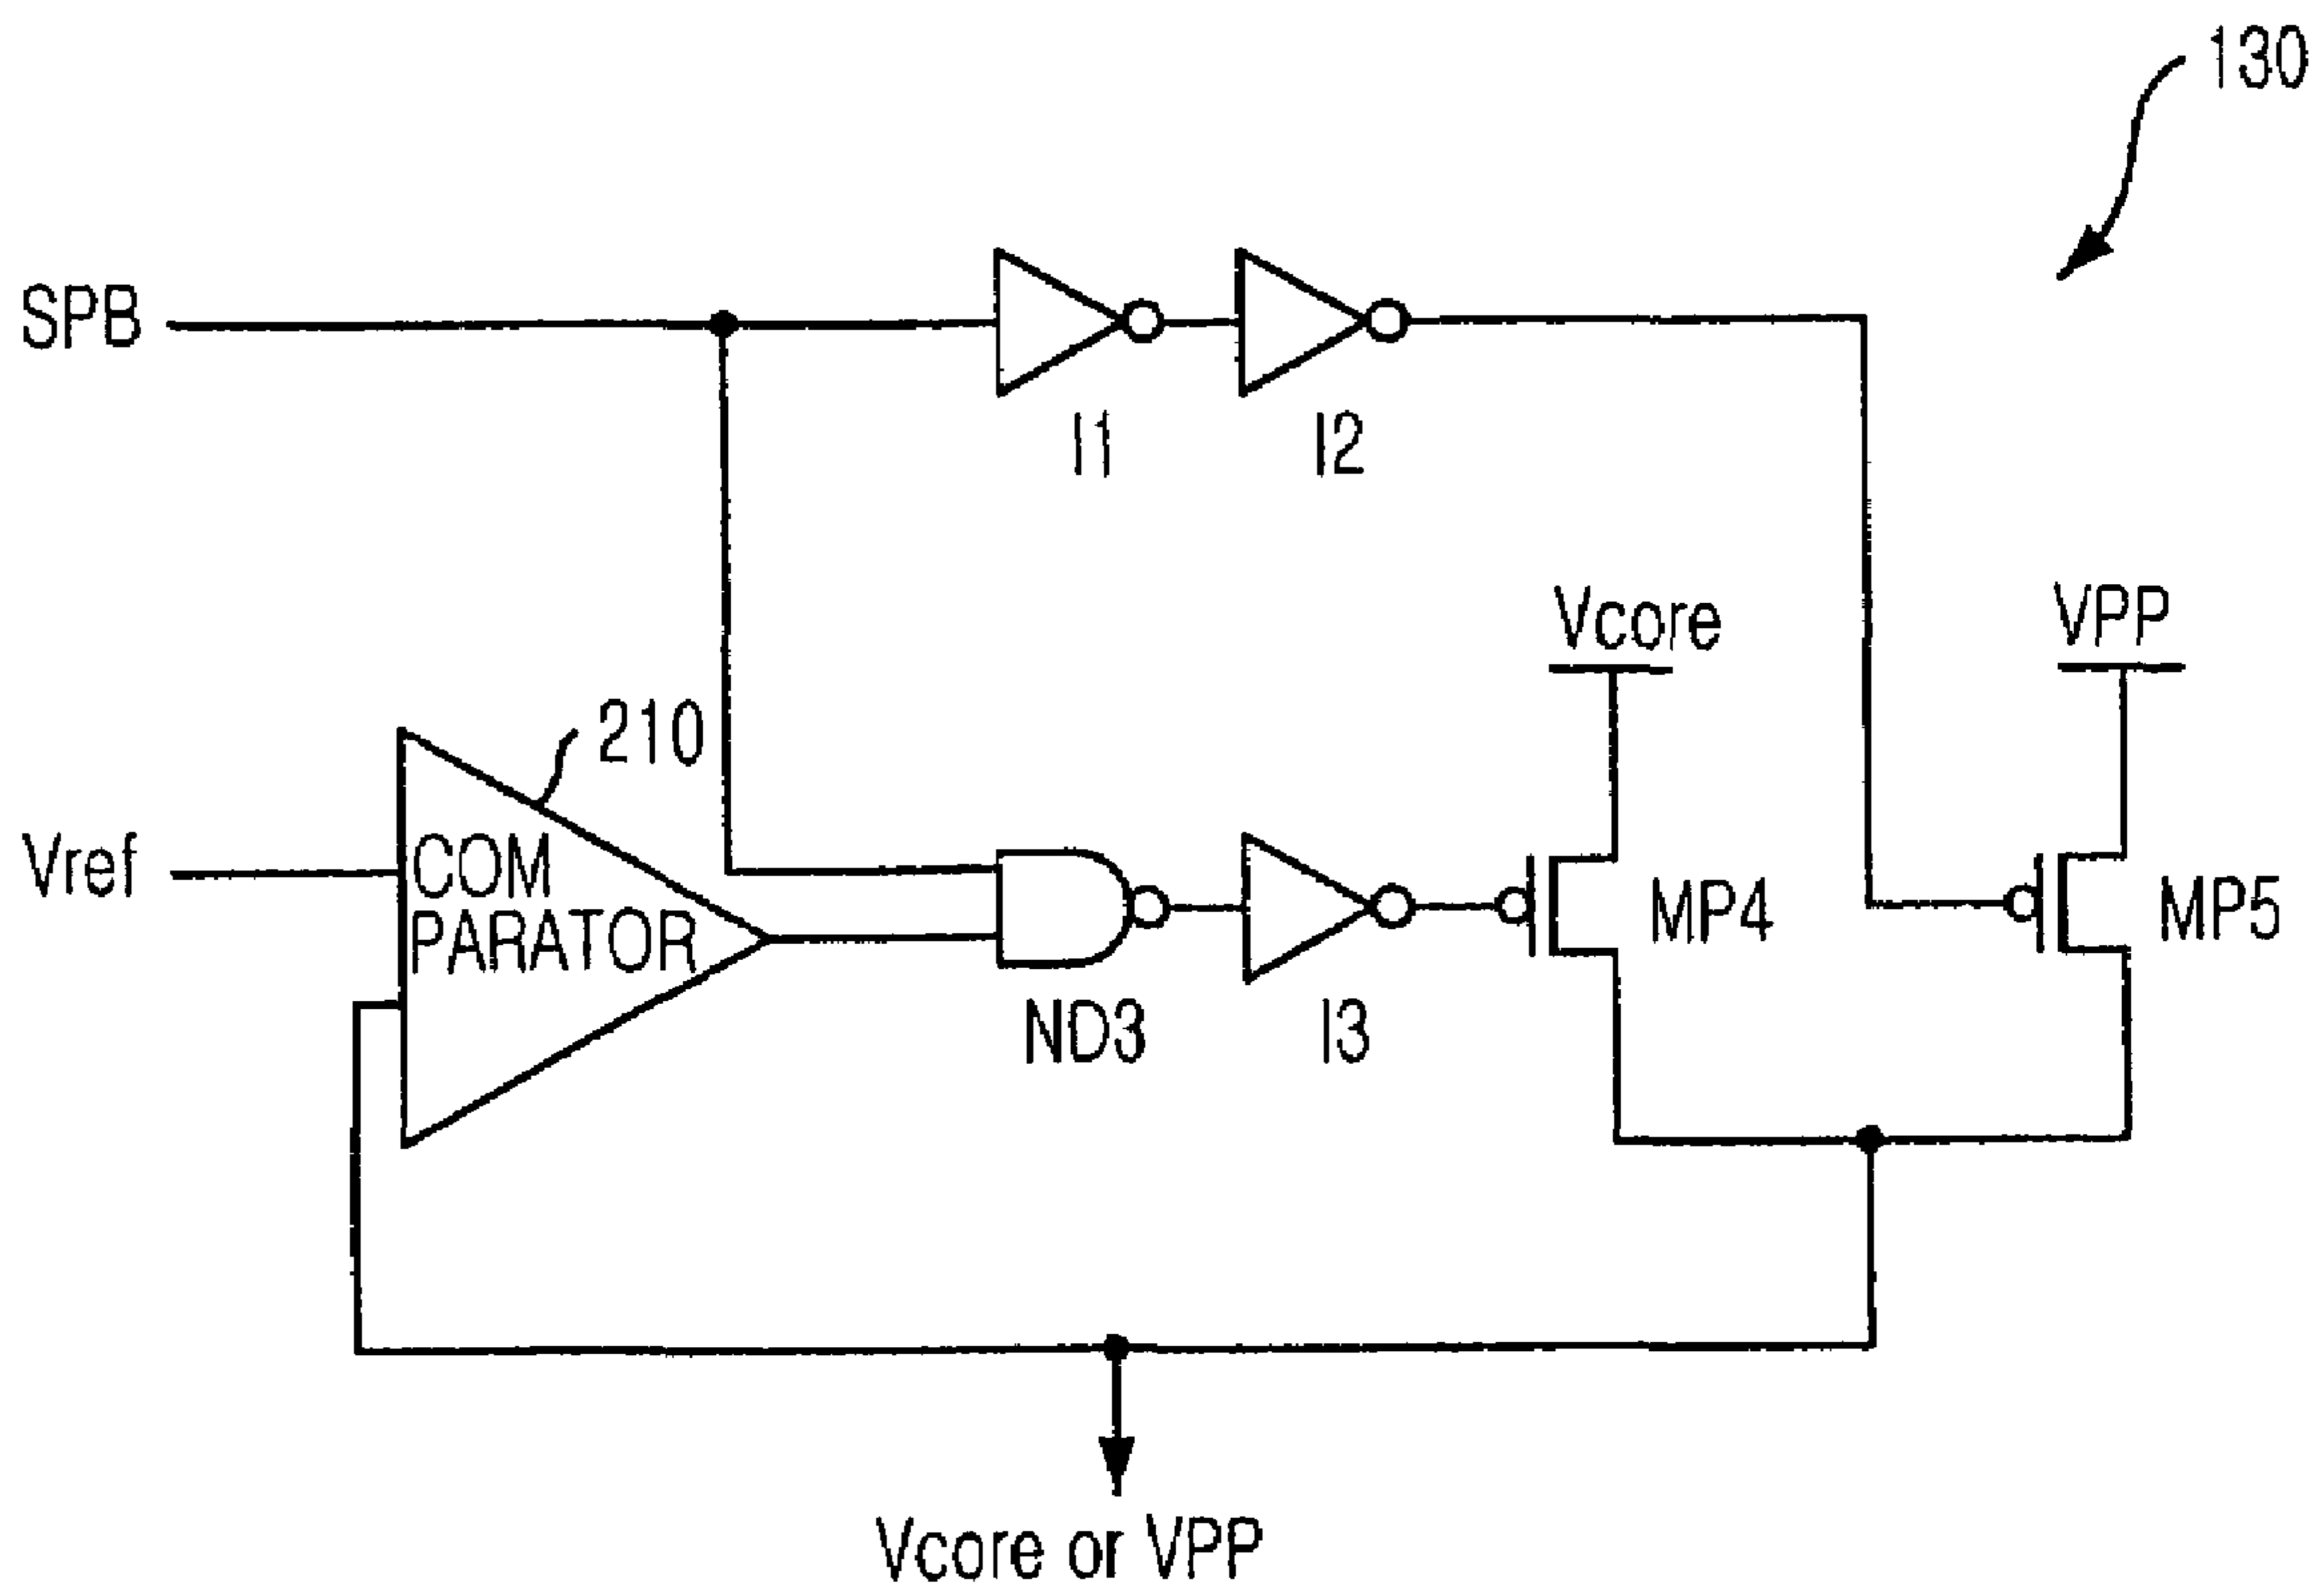 130
SPB
I1
I2
Vcore
VPP
210
Vref
COM
PARATOR
MP4
MP5
ND3
I3
Vcore or VPP